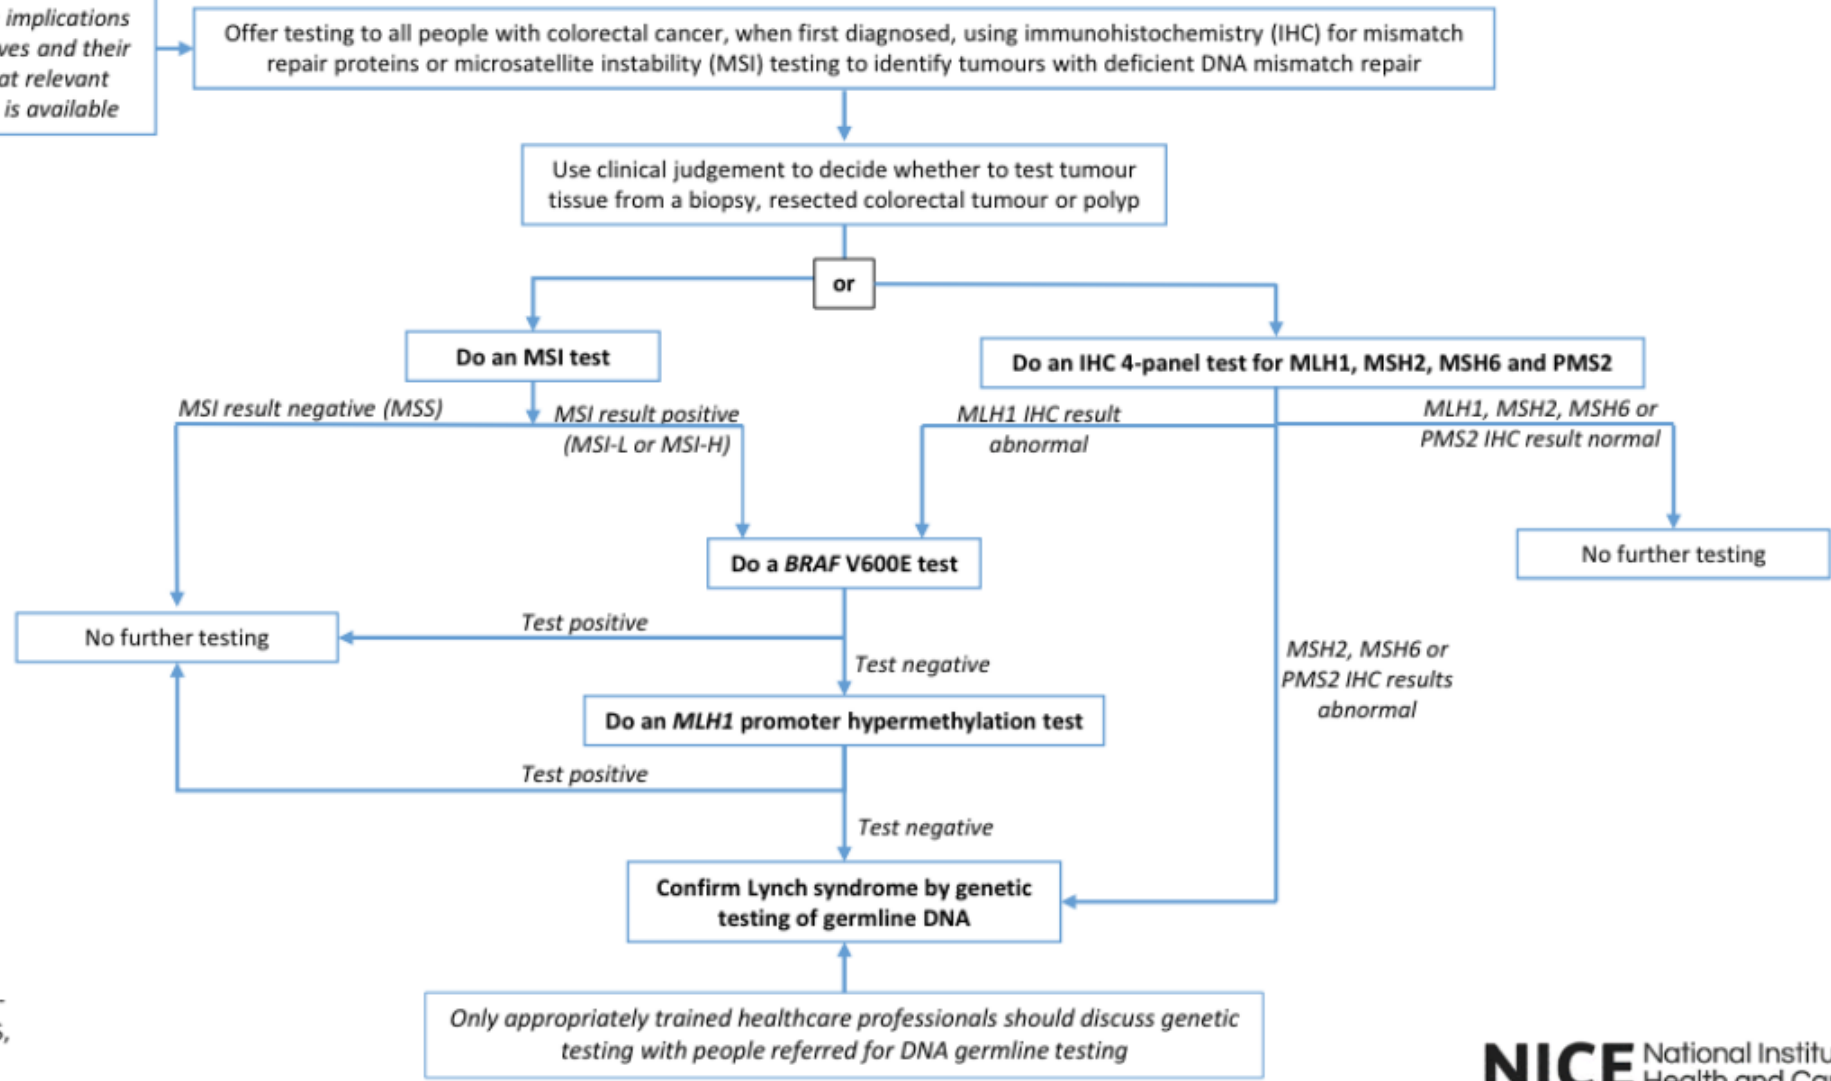 implications
ves and their
at relevant
is available
Offer testing to all people with colorectal cancer, when first diagnosed, using immunohistochemistry (IHC) for mismatch
repair proteins or microsatellite instability (MSI) testing to identify tumours with deficient DNA mismatch repair
Use clinical judgement to decide whether to test tumour
tissue from a biopsy, resected colorectal tumour or polyp
or
Do an MSI test
Do an IHC 4-panel test for MLH1, MSH2, MSH6 and PMS2
MSI result negative (MSS)
MSI result positive
(MSI-L or MSI-H)
MLH1 IHC result
abnormal
MLH1, MSH2, MSH6 or
PMS2 IHC result normal
Do a BRAF V600E test
No further testing
No further testing
Test positive
Test negative
MSH2, MSH6 or
PMS2 IHC results
abnormal
Do an MLH1 promoter hypermethylation test
Test positive
Test negative
Confirm Lynch syndrome by genetic
testing of germline DNA
Only appropriately trained healthcare professionals should discuss genetic
testing with people referred for DNA germline testing
NICE National Institu
Health and Car